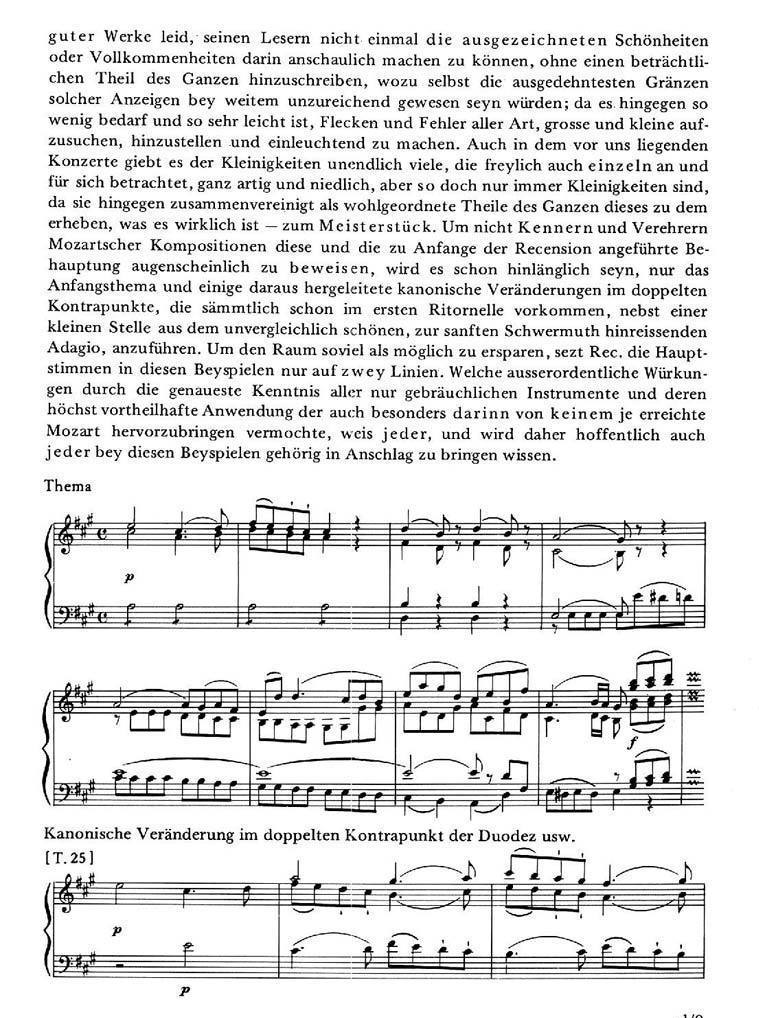 guter Werke leid, seinen Lesern nicht einmal die ausgezeichneten Schönheiten
oder Vollkommenheiten darin anschaulich machen zu können, ohne einen beträchtli-
chen Theil des Ganzen hinzuschreiben, wozu selbst die ausgedehntesten Gränzen
solcher Anzeigen bey weitem unzureichend gewesen seyn würden; da es hingegen so
wenig bedarf und so sehr leicht ist, Flecken und Fehler aller Art, grosse und kleine auf-
zusuchen, hinzustellen und einleuchtend zu machen. Auch in dem vor uns liegenden
Konzerte giebt es der Kleinigkeiten unendlich viele, die freylich auch einzeln an und
für sich betrachtet, ganz artig und niedlich, aber so doch nur immer Kleinigkeiten sind,
da sie hingegen zusammenvereinigt als wohlgeordnete Theile des Ganzen dieses zu dem
erheben, was es wirklich ist — zum Meisterstück. Um nicht Kennern und Verehrern
Mozartscher Kompositionen diese und die zu Anfange der Recension angeführte Be-
hauptung augenscheinlich zu beweisen, wird es schon hinlänglich seyn, nur das
Anfangsthema und einige daraus hergeleitete kanonische Veränderungen im doppelten
Kontrapunkte, die sämmtlich schon im ersten Ritornelle vorkommen, nebst einer
kleinen Stelle aus dem unvergleichlich schönen, zur sanften Schwermuth hinreissenden
Adagio, anzuführen. Um den Raum soviel als möglich zu ersparen, sezt Rec. die Haupt-
stimmen in diesen Beyspielen nur auf zwey Linien. Welche ausserordentliche Würkun-
gen durch die genaueste Kenntnis aller nur gebräuchlichen Instrumente und deren
höchst vortheilhafte Anwendung der auch besonders darinn von keinem je erreichte
Mozart hervorzubringen vermochte, weis jeder, und wird daher hoffentlich auch
jeder bey diesen Beyspielen gehörig in Anschlag zu bringen wissen.
Thema
p
f
Kanonische Veränderung im doppelten Kontrapunkt der Duodez usw.
[T. 25]
p
p